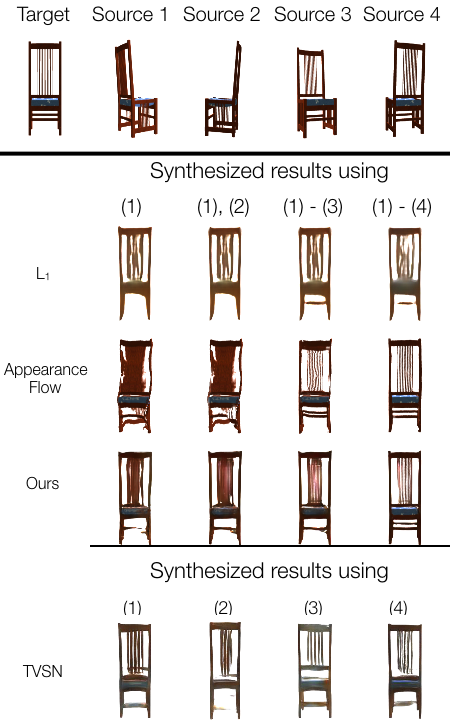 Target Source 1 Source 2 Source 3 Source 4
Synthesized results using
(1) (1), (2) (1) - (3) (1) - (4)
L₁
Appearance
Flow
Ours
Synthesized results using
(1) (2) (3) (4)
TVSN